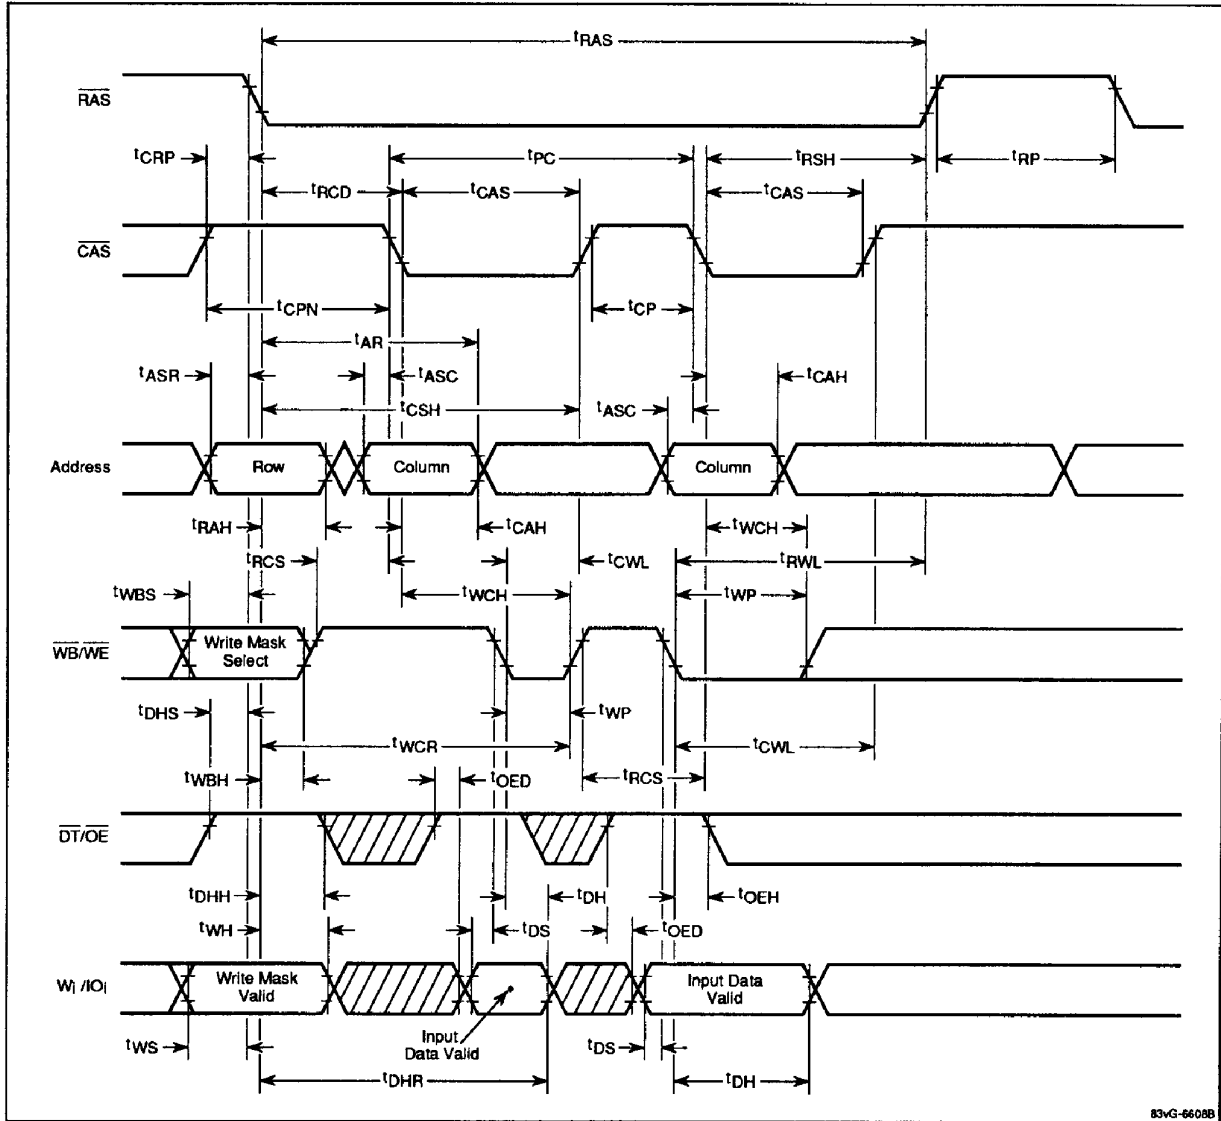 tRAS
RAS
tCRP
tPC
tRSH
tRP
tRCD
tCAS
tCAS
CAS
tCPN
tCP
tAR
tASR
tASC
tCAH
tCSH
tASC
Address
Row
Column
Column
tRAH
tCAH
tWCH
tRCS
tCWL
tRWL
tWBS
tWCH
tWP
WB/WE
Write Mask
Select
tDHS
tWP
tWCR
tCWL
tWBH
tOED
tRCS
DT/OE
tDHH
tDH
tOEH
tWH
tDS
tOED
Wi /IOi
Write Mask
Valid
Input Data
Valid
Input
Data Valid
tWS
tDS
tDHR
tDH
83vG-6608B